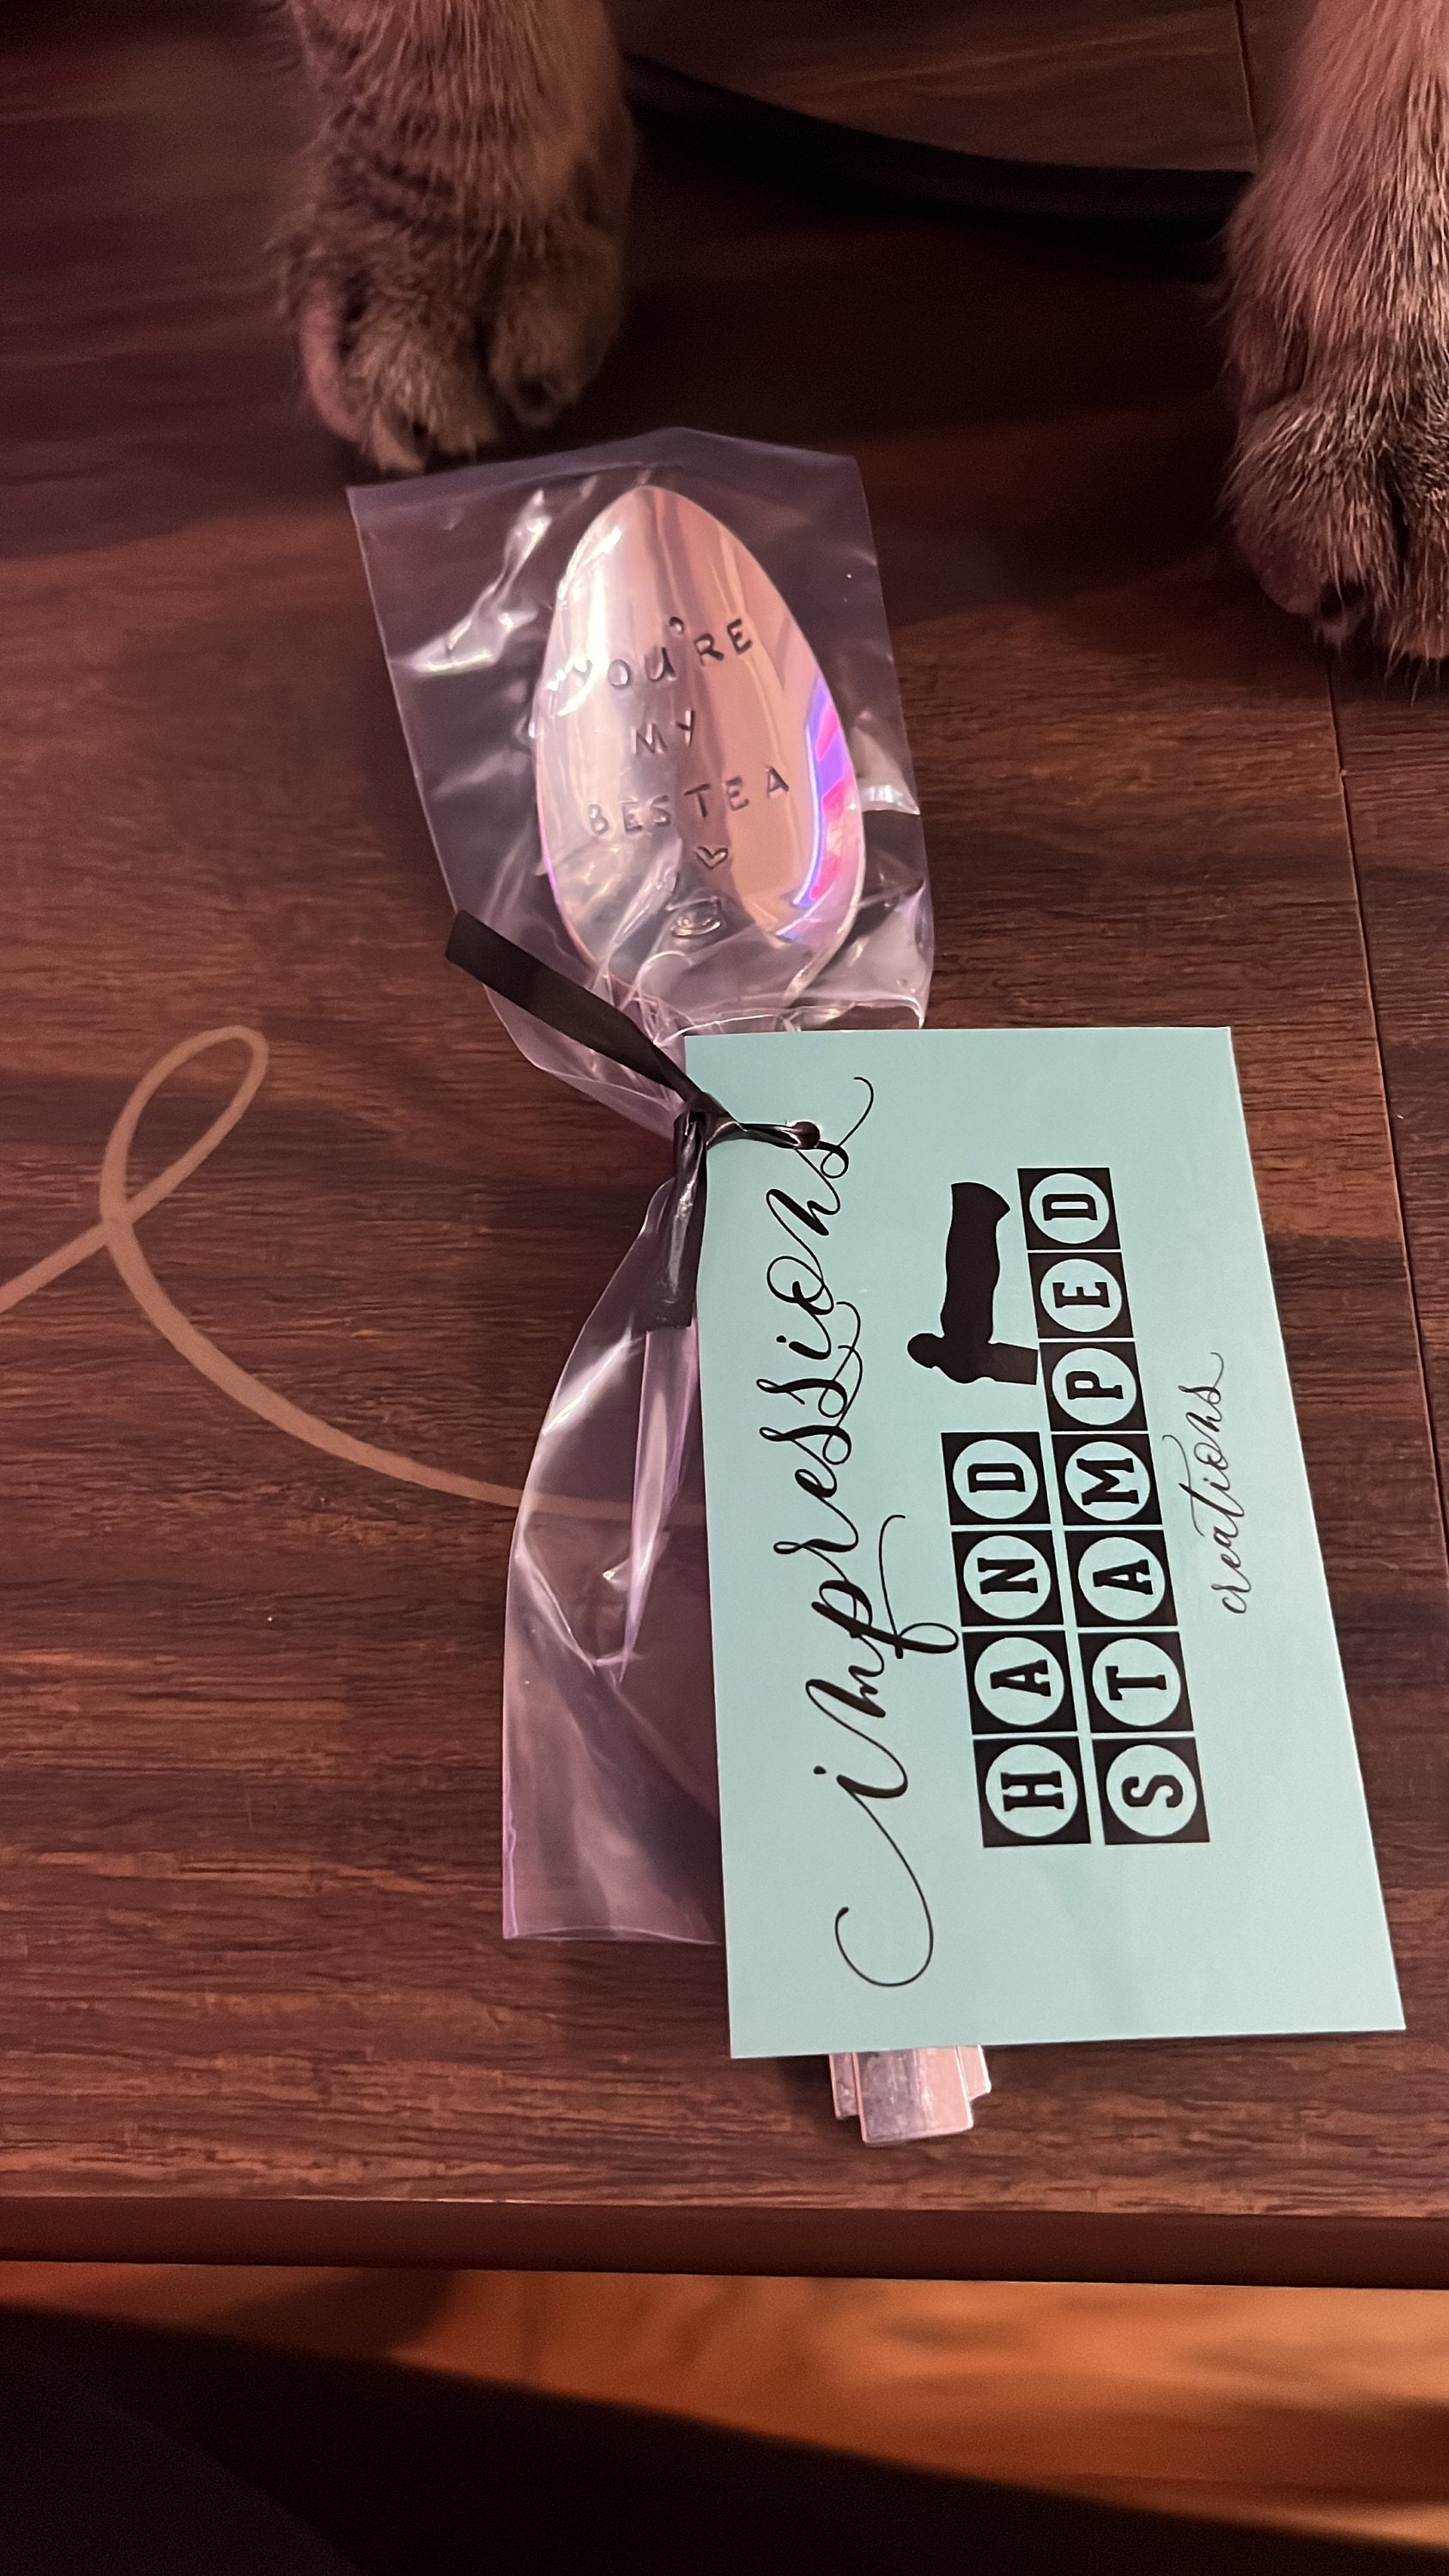 YOU'RE
MY
BESTEA
impressions
HAND
STAMPED
creations